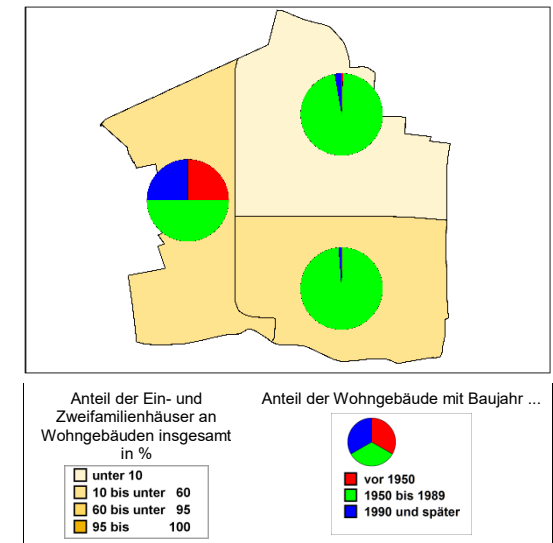 Anteil der Ein- und
Zweifamilienhäuser an
Wohngebäuden insgesamt
in %
unter 10
10 bis unter 60
60 bis unter 95
95 bis 100
Anteil der Wohngebäude mit Baujahr ...
vor 1950
1950 bis 1989
1990 und später